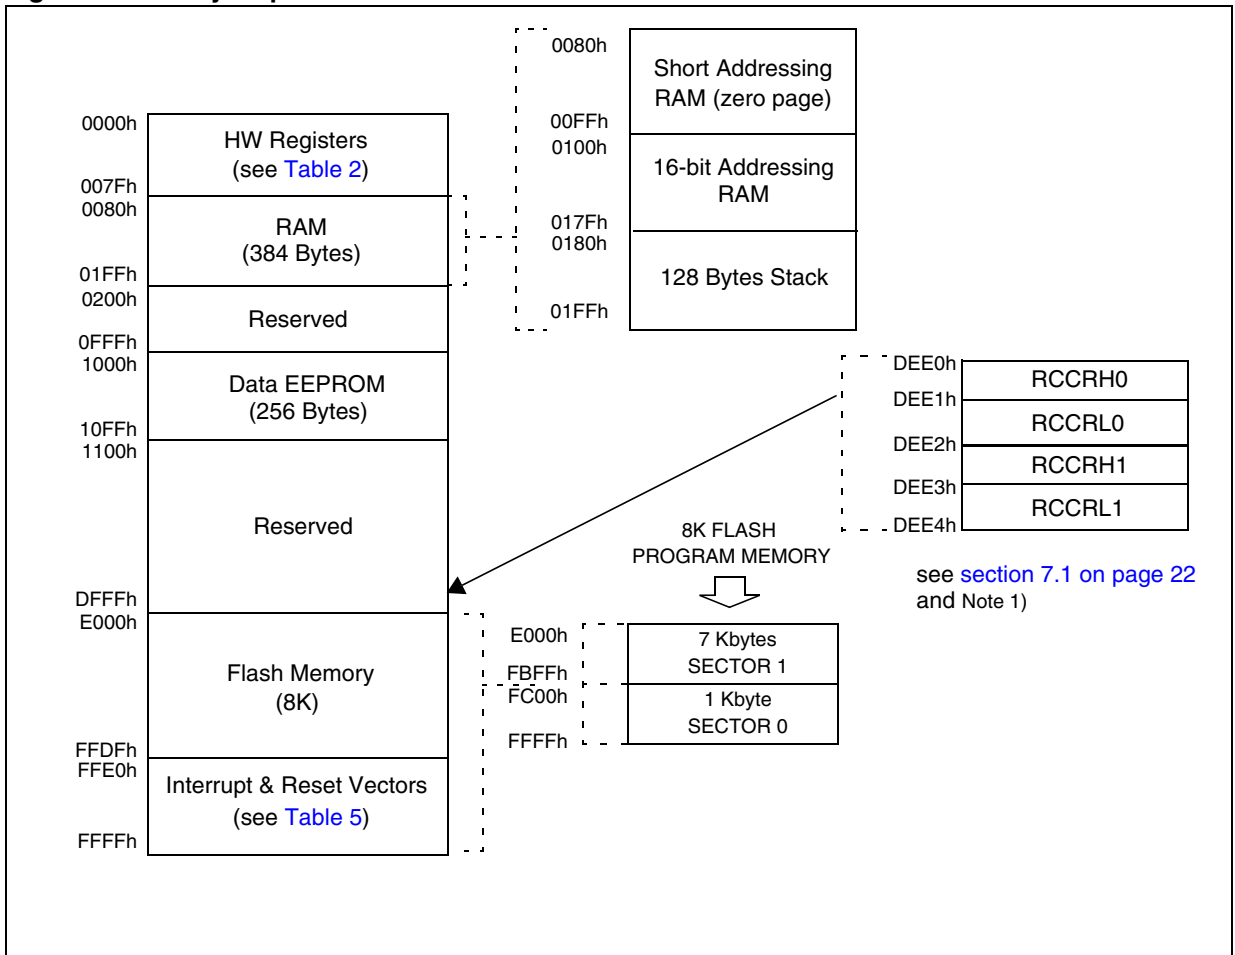 0000h
HW Registers
(see Table 2)
007Fh
0080h
RAM
(384 Bytes)
01FFh
0200h
Reserved
0FFFh
1000h
Data EEPROM
(256 Bytes)
10FFh
1100h
Reserved
DFFFh
E000h
Flash Memory
(8K)
FFDFh
FFE0h
Interrupt & Reset Vectors
(see Table 5)
FFFFh
0080h
Short Addressing
RAM (zero page)
00FFh
0100h
16-bit Addressing
RAM
017Fh
0180h
128 Bytes Stack
01FFh
DEE0h
RCCRH0
DEE1h
RCCRL0
DEE2h
RCCRH1
DEE3h
RCCRL1
DEE4h
see section 7.1 on page 22
and Note 1)
8K FLASH
PROGRAM MEMORY
E000h
7 Kbytes
SECTOR 1
FBFFh
FC00h
1 Kbyte
SECTOR 0
FFFFh